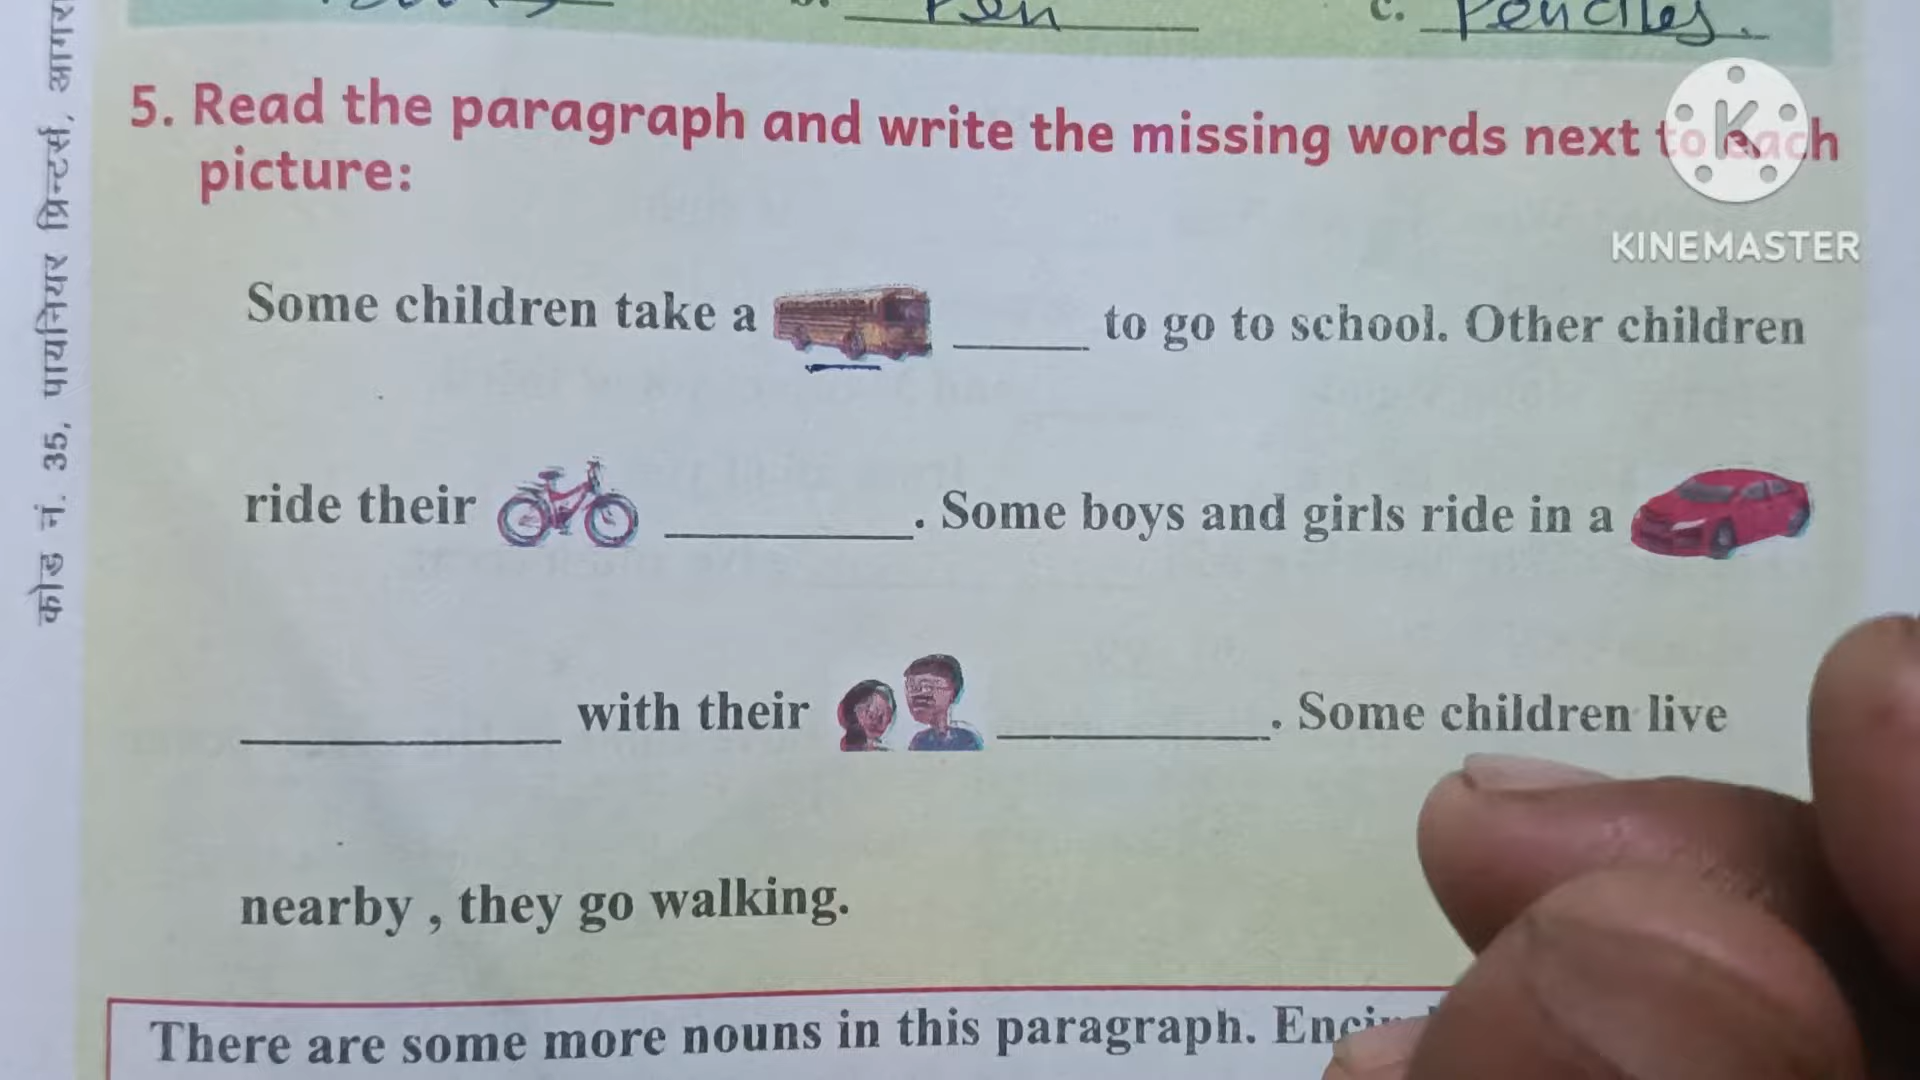 b. Pen c. Penciles.
5. Read the paragraph and write the missing words next to each
picture:
KINEMASTER
Some children take a ______ to go to school. Other children
ride their __________. Some boys and girls ride in a
____________ with their __________. Some children live
nearby , they go walking.
There are some more nouns in this paragraph.
कोड नं. 35, पायनियर प्रिन्टर्स,